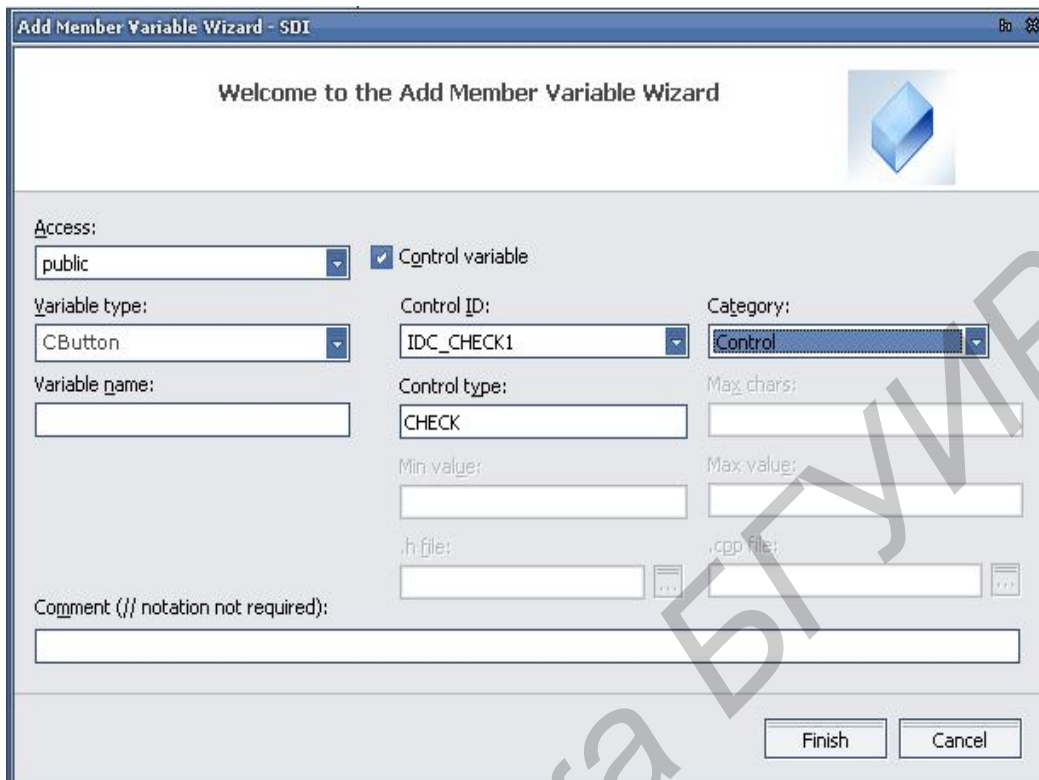 Add Member Variable Wizard - SDI
Welcome to the Add Member Variable Wizard
Access:
public
Control variable
Variable type:
CButton
Control ID:
IDC_CHECK1
Category:
Control
Variable name:
Control type:
CHECK
Max chars:
Min value:
Max value:
.h file:
...
.cpp file:
...
Comment (// notation not required):
Finish
Cancel
БГУИР